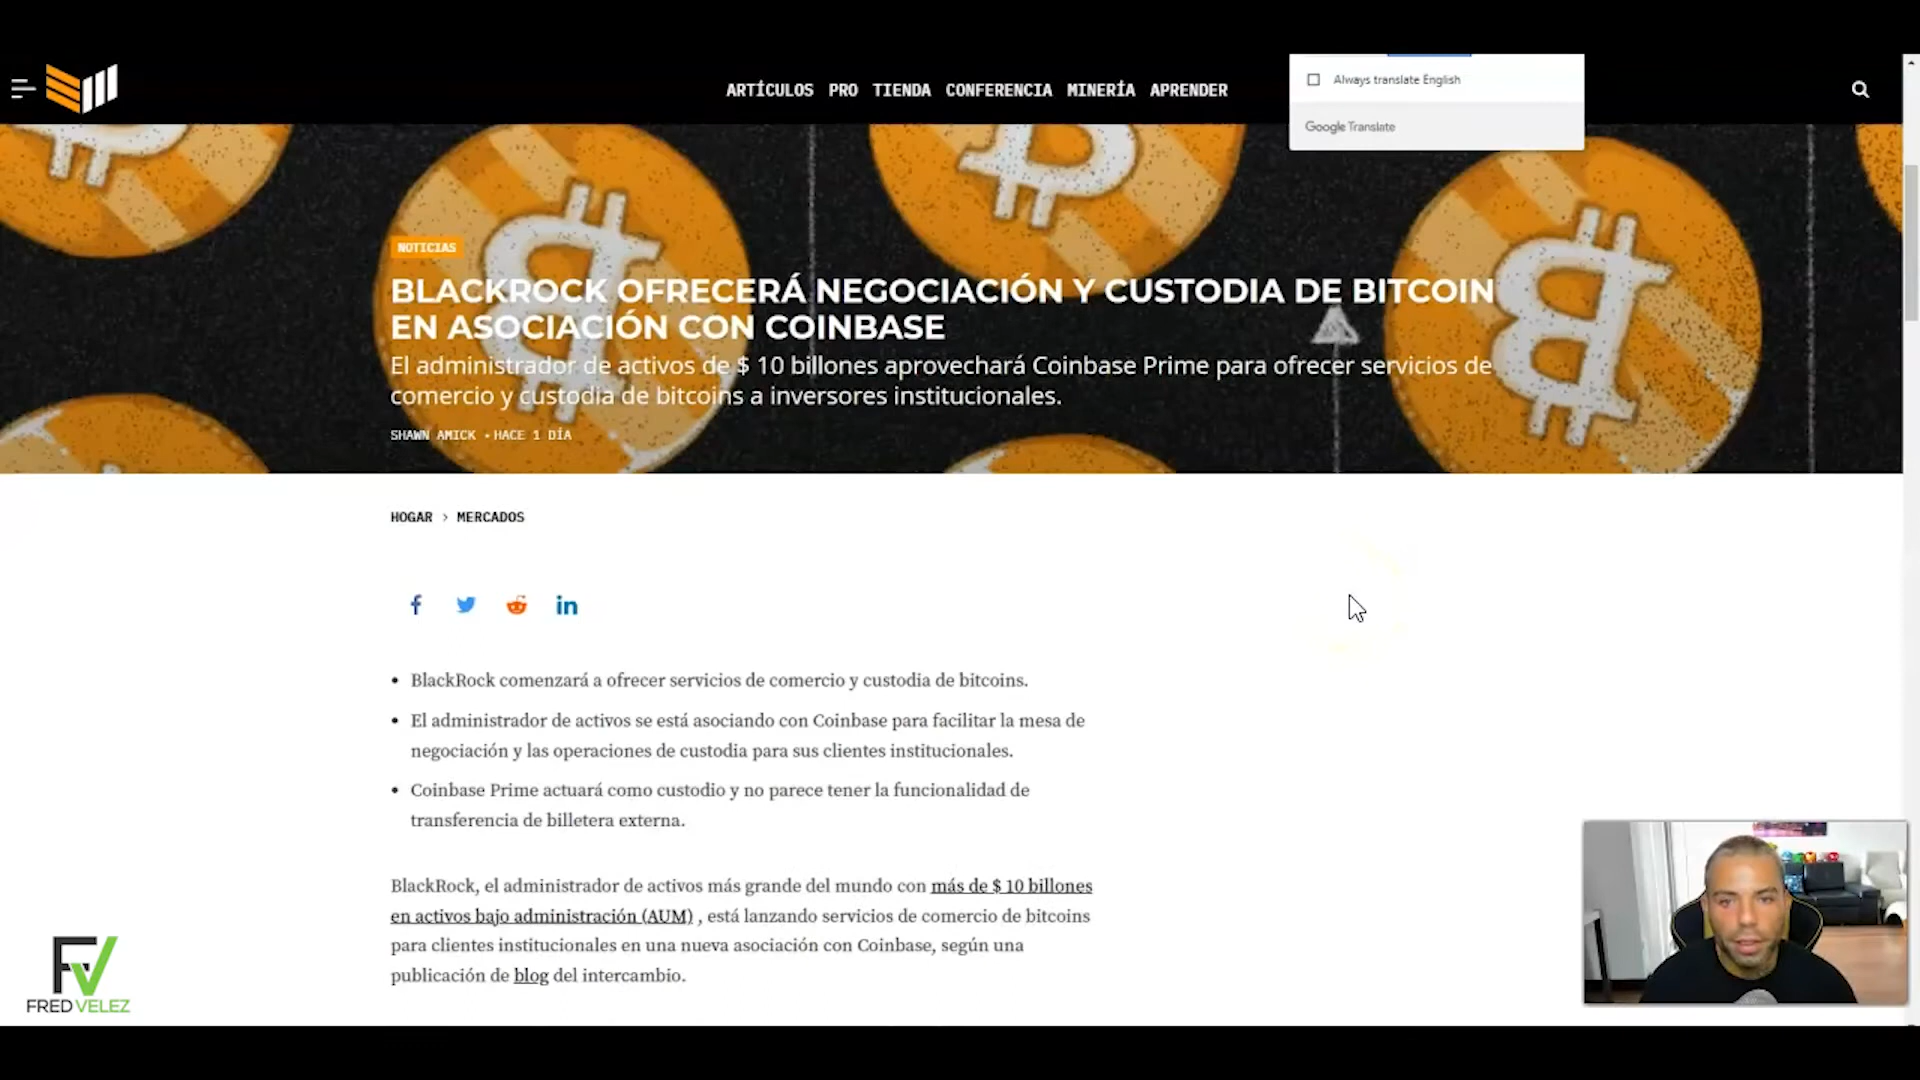 ARTÍCULOS PRO TIENDA CONFERENCIA MINERÍA APRENDER
Always translate English
Google Translate
NOTICIAS
BLACKROCK OFRECERÁ NEGOCIACIÓN Y CUSTODIA DE BITCOIN
EN ASOCIACIÓN CON COINBASE
El administrador de activos de $ 10 billones aprovechará Coinbase Prime para ofrecer servicios de
comercio y custodia de bitcoins a inversores institucionales.
SHAWN AMICK • HACE 1 DÍA
HOGAR > MERCADOS
• BlackRock comenzará a ofrecer servicios de comercio y custodia de bitcoins.
• El administrador de activos se está asociando con Coinbase para facilitar la mesa de
negociación y las operaciones de custodia para sus clientes institucionales.
• Coinbase Prime actuará como custodio y no parece tener la funcionalidad de
transferencia de billetera externa.
BlackRock, el administrador de activos más grande del mundo con más de $ 10 billones
en activos bajo administración (AUM) , está lanzando servicios de comercio de bitcoins
para clientes institucionales en una nueva asociación con Coinbase, según una
publicación de blog del intercambio.
FV
FRED VELEZ